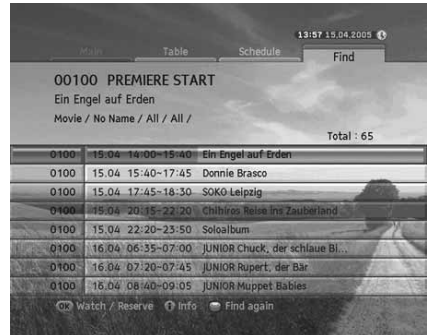 13:57 15.04.2005
Main Table Schedule Find
00100 PREMIERE START
Ein Engel auf Erden
Movie / No Name / All / All /
Total : 65
0100 15.04 14:00~15:40 Ein Engel auf Erden
0100 15.04 15:40~17:45 Donnie Brasco
0100 15.04 17:45~18:30 SOKO Leipzig
0100 15.04 20:15~22:20 Chihiros Reise ins Zauberland
0100 15.04 22:20~23:50 Soloalbum
0100 16.04 06:35~07:00 JUNIOR Chuck, der schlaue Bi...
0100 16.04 07:20~07:45 JUNIOR Rupert, der Bär
0100 16.04 08:40~09:05 JUNIOR Muppet Babies
OK Watch / Reserve i Info Find again